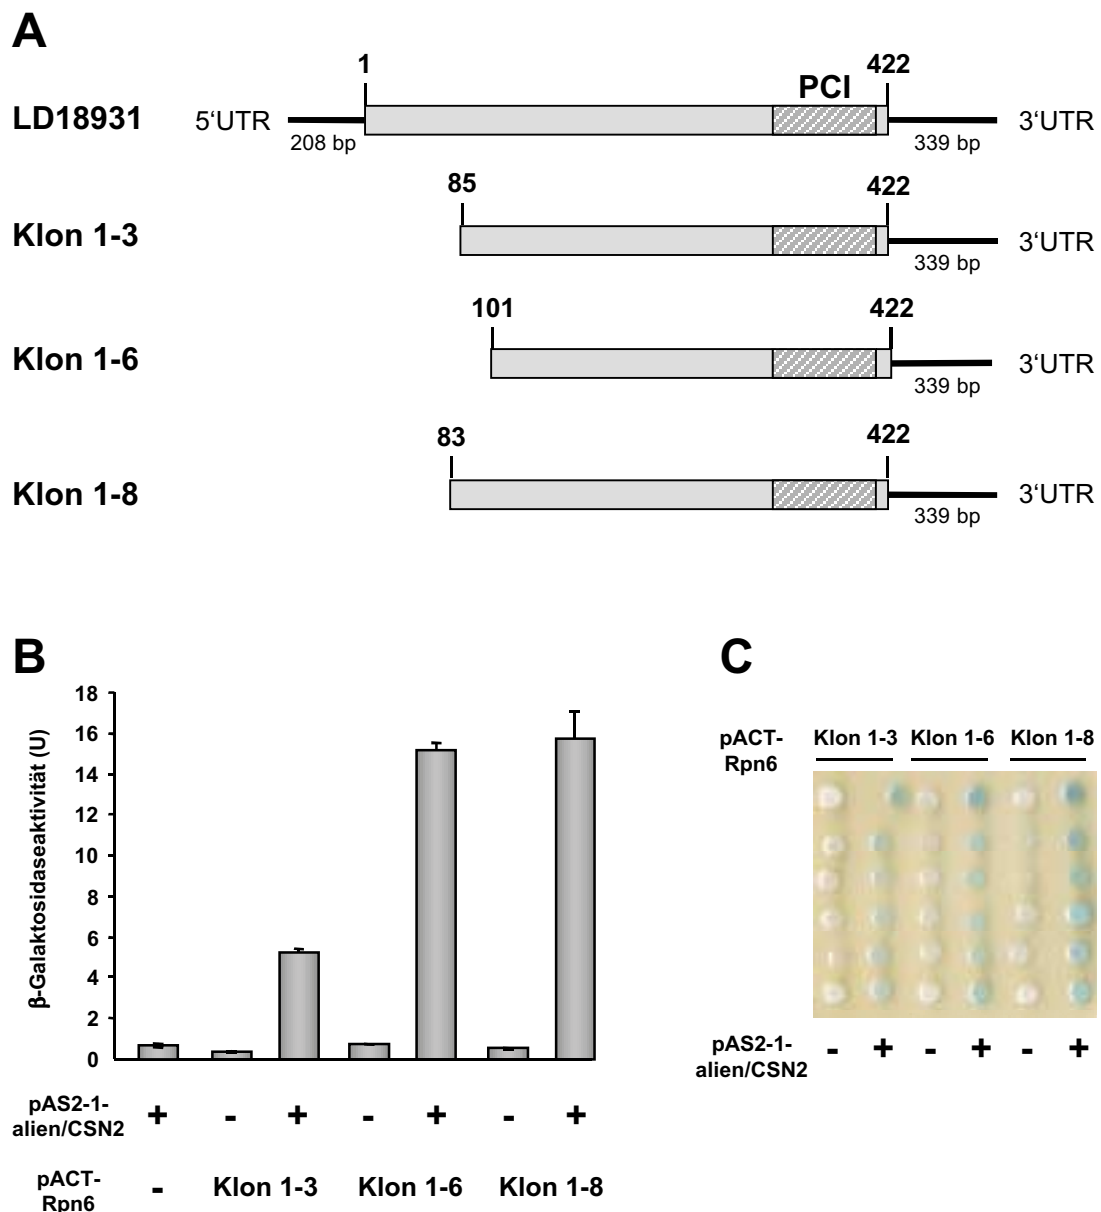 A
1 422
PCI
LD18931 5‘UTR 3‘UTR
208 bp 339 bp
85 422
Klon 1-3 3‘UTR
339 bp
101 422
Klon 1-6 3‘UTR
339 bp
83 422
Klon 1-8 3‘UTR
339 bp
B
β-Galaktosidaseaktivität (U)
18
16
14
12
10
8
6
4
2
0
pAS2-1-
alien/CSN2
+ - + - + - +
pACT-
Rpn6
- Klon 1-3 Klon 1-6 Klon 1-8
C
pACT-
Rpn6
Klon 1-3 Klon 1-6 Klon 1-8
pAS2-1-
alien/CSN2
- + - + - +